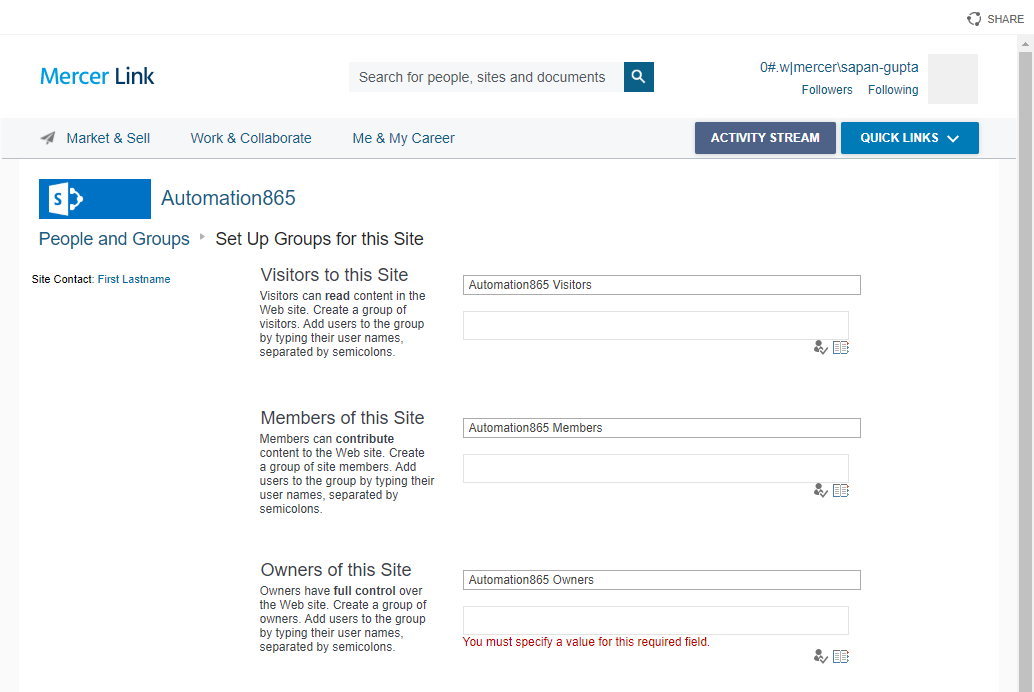 SHARE
Mercer Link
Search for people, sites and documents
0#.w|mercer\sapan-gupta
Followers Following
Market & Sell Work & Collaborate Me & My Career ACTIVITY STREAM QUICK LINKS
S
Automation865
People and Groups Set Up Groups for this Site
Site Contact: First Lastname
Visitors to this Site
Visitors can read content in the
Web site. Create a group of
visitors. Add users to the group
by typing their user names,
separated by semicolons.
Automation865 Visitors
Members of this Site
Members can contribute
content to the Web site. Create
a group of site members. Add
users to the group by typing their
user names, separated by
semicolons.
Automation865 Members
Owners of this Site
Owners have full control over
the Web site. Create a group of
owners. Add users to the group
by typing their user names,
separated by semicolons.
Automation865 Owners
You must specify a value for this required field.